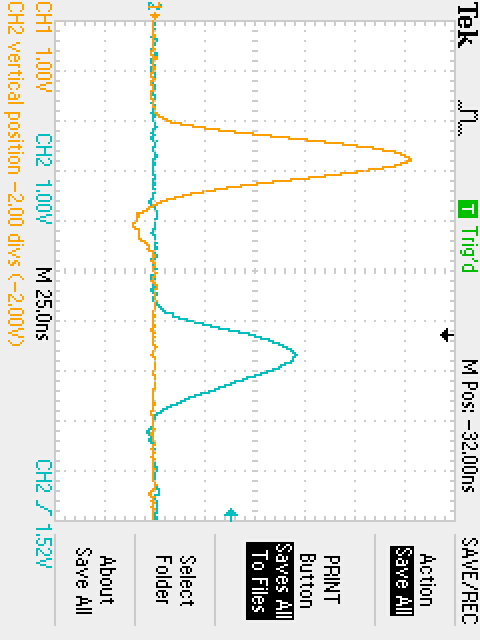 Tek
T Trig'd
M Pos: -32.00ns
SAVE/REC
Action
Save All
PRINT
Button
Saves All
To Files
Select
Folder
About
Save All
CH1 1.00V
CH2 1.00V
M 25.0ns
CH2 / 1.52V
CH2 vertical position -2.00 divs (-2.00V)